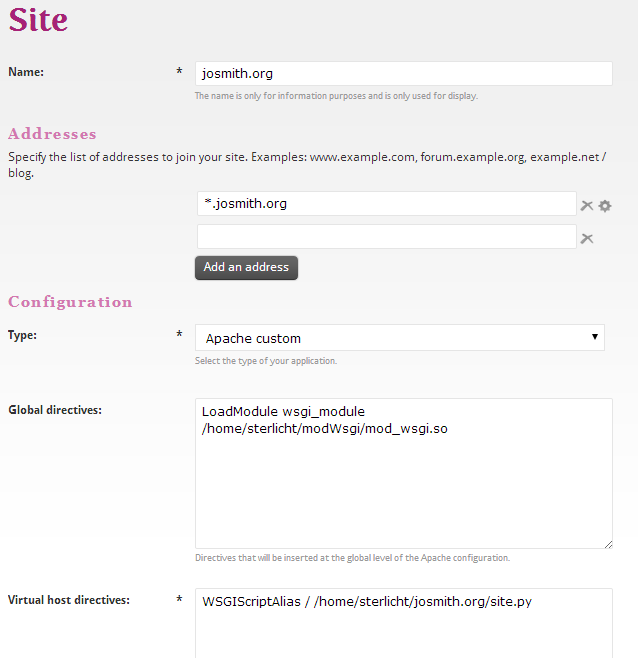 Site
Name: * josmith.org
The name is only for information purposes and is only used for display.
Addresses
Specify the list of addresses to join your site. Examples: www.example.com, forum.example.org, example.net /
blog.
*.josmith.org
Add an address
Configuration
Type: * Apache custom
Select the type of your application.
Global directives: LoadModule wsgi_module
/home/sterlicht/modWsgi/mod_wsgi.so
Directives that will be inserted at the global level of the Apache configuration.
Virtual host directives: * WSGIScriptAlias / /home/sterlicht/josmith.org/site.py